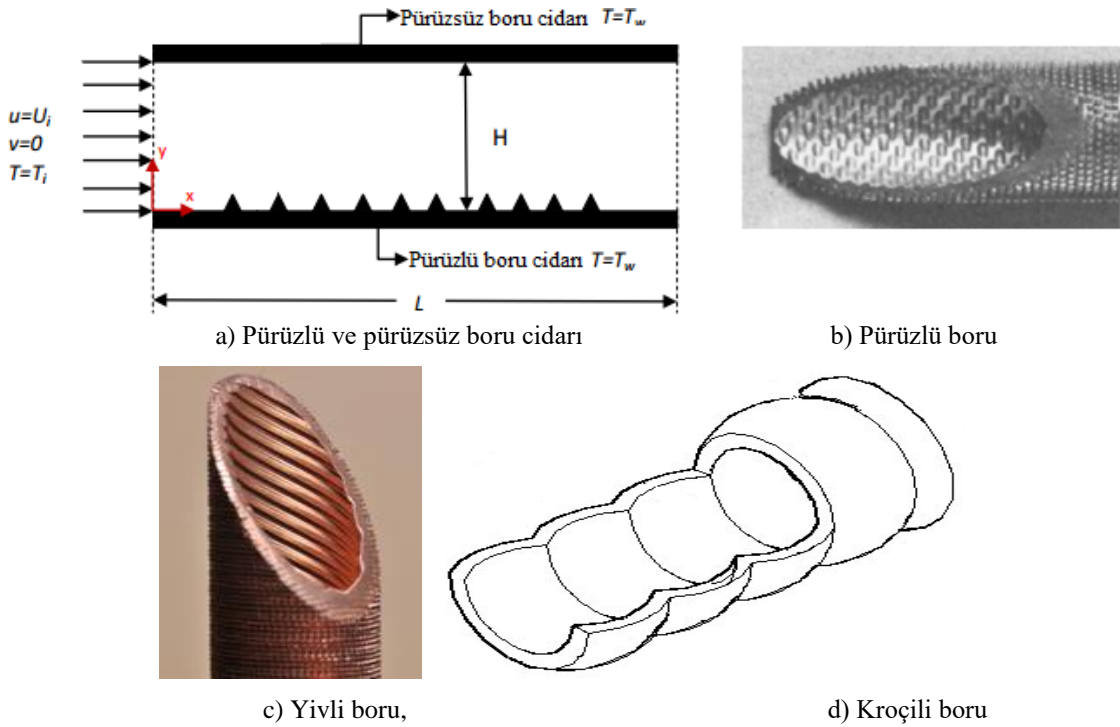 Pürüzsüz boru cidarı T=Tw
u=Ui
v=0
T=Ti
y
x
H
Pürüzlü boru cidarı T=Tw
L
a) Pürüzlü ve pürüzsüz boru cidarı
b) Pürüzlü boru
c) Yivli boru,
d) Kroçili boru